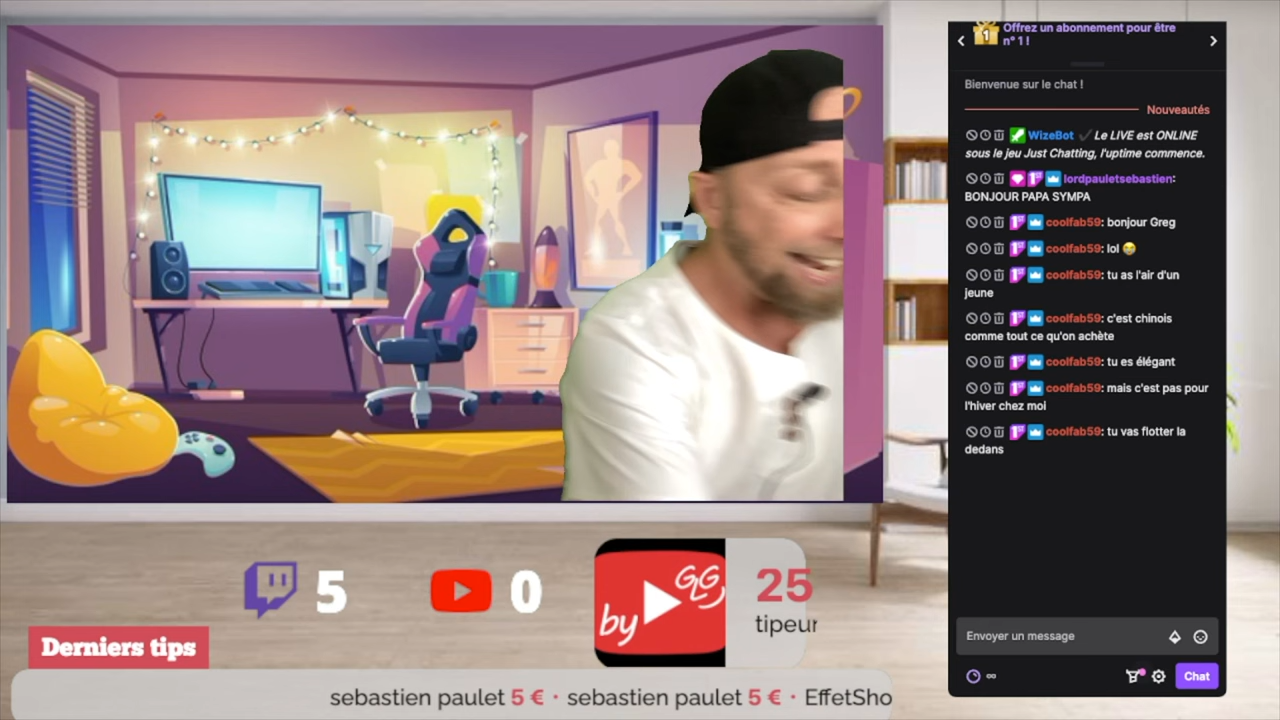 Offrez un abonnement pour être
n° 1 !
1
Bienvenue sur le chat !
Nouveautés
WizeBot ✓ Le LIVE est ONLINE
sous le jeu Just Chatting, l'uptime commence.
lordpauletsebastien:
BONJOUR PAPA SYMPA
coolfab59: bonjour Greg
coolfab59: lol 😂
coolfab59: tu as l'air d'un
jeune
coolfab59: c'est chinois
comme tout ce qu'on achète
coolfab59: tu es élégant
coolfab59: mais c'est pas pour
l'hiver chez moi
coolfab59: tu vas flotter la
dedans
Envoyer un message
Chat
5
0
by GLG
25
tipeur
Derniers tips
sebastien paulet 5 € · sebastien paulet 5 € · EffetSho